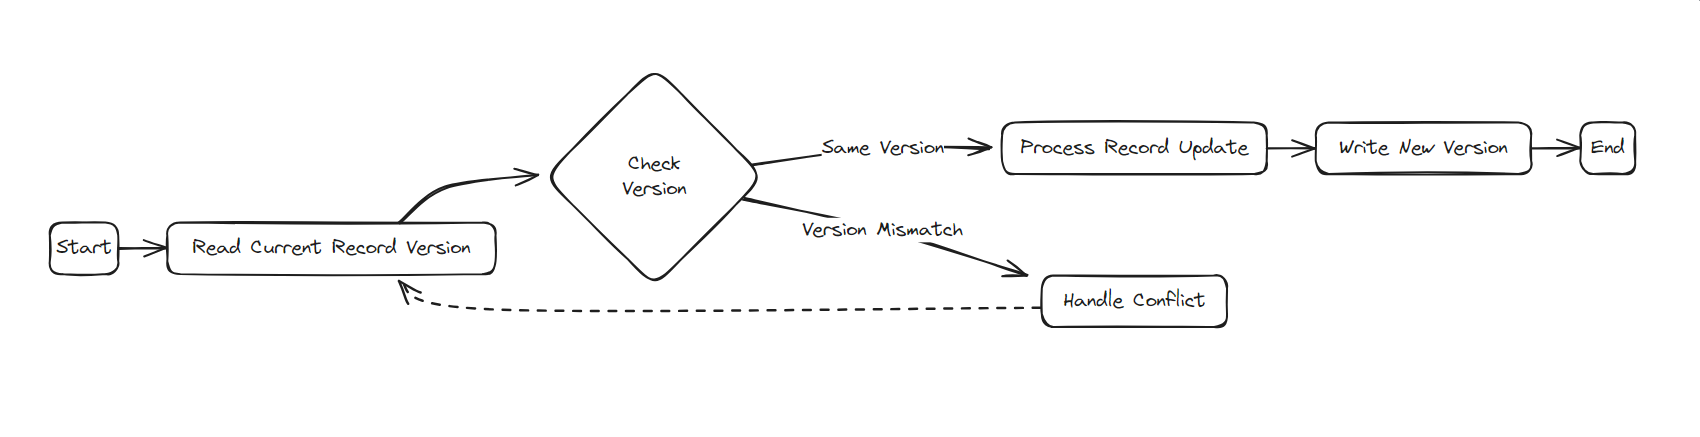 Start
Read Current Record Version
Check
Version
Same Version
Process Record Update
Write New Version
End
Version Mismatch
Handle Conflict